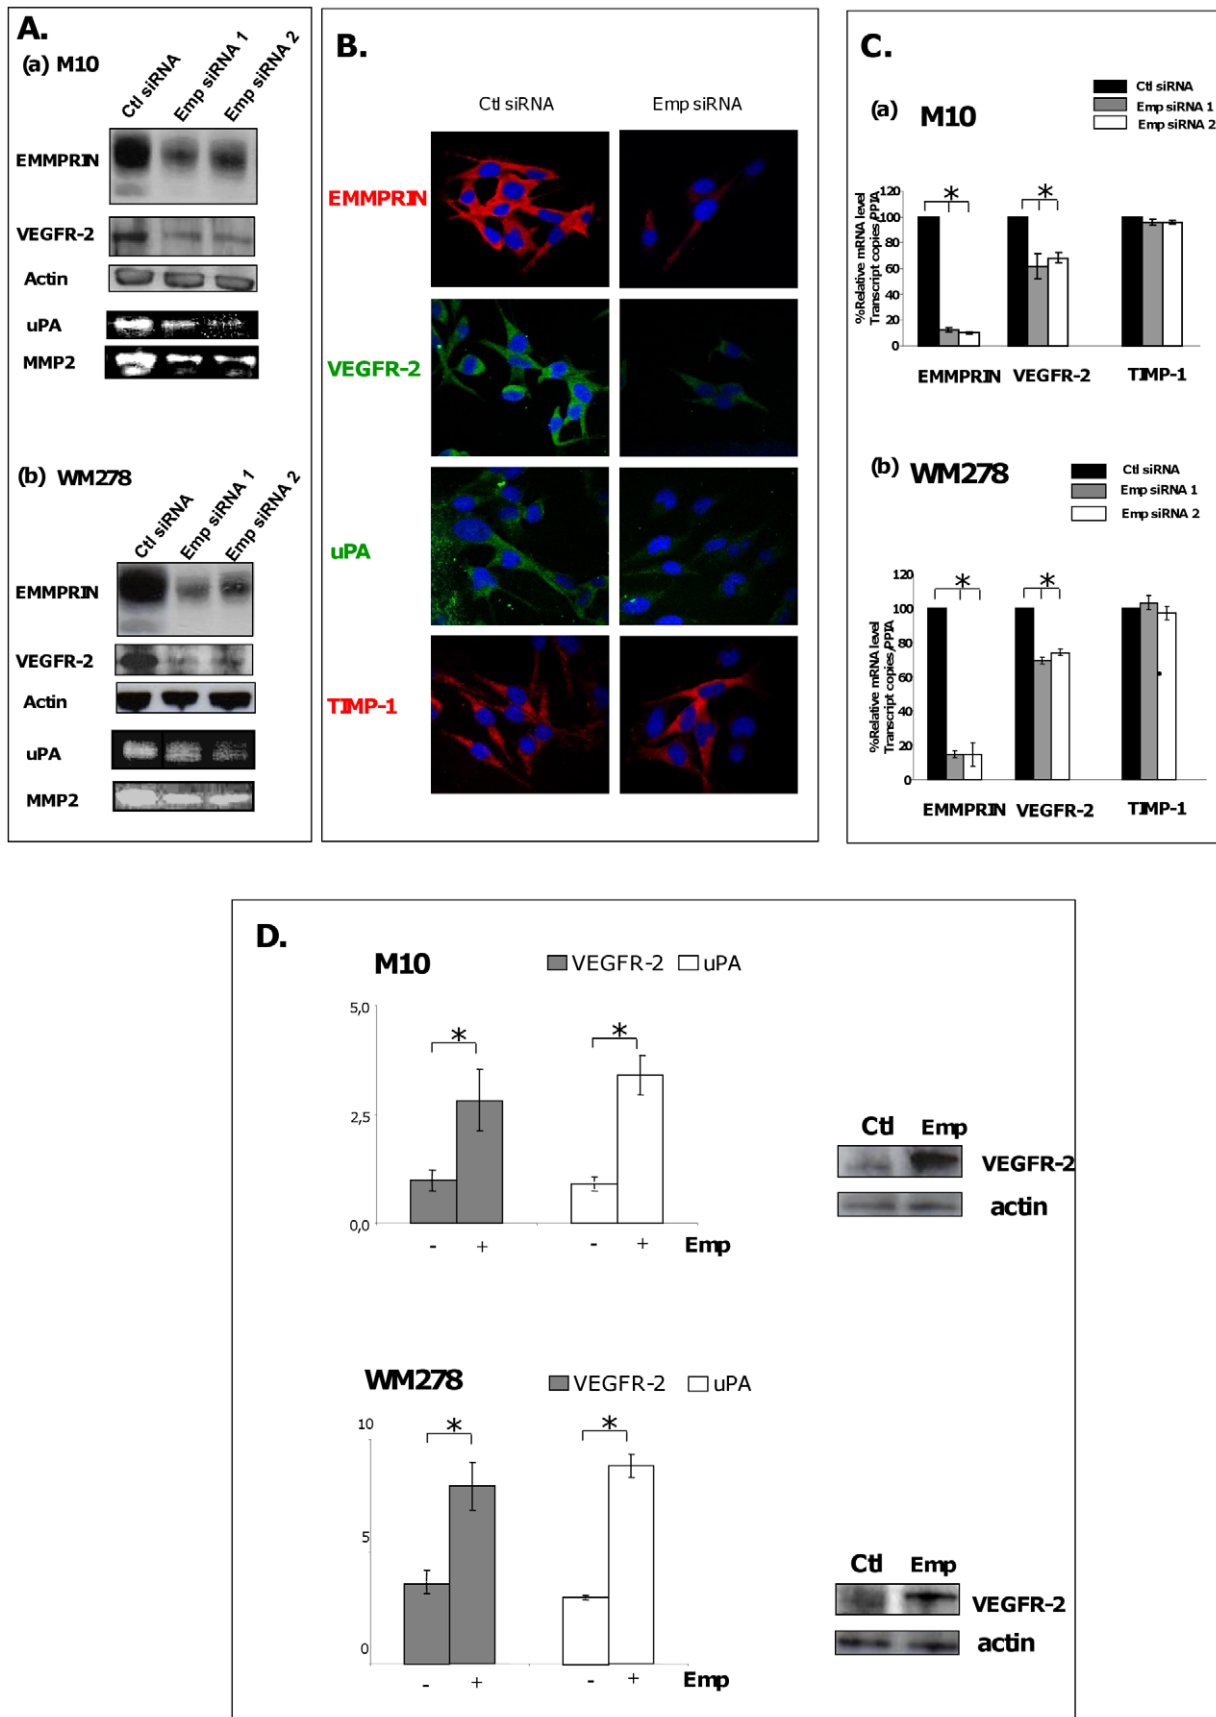 A.
(a) M10
Ctl siRNA
Emp siRNA 1
Emp siRNA 2
EMMPRIN
VEGFR-2
Actin
uPA
MMP2
(b) WM278
Ctl siRNA
Emp siRNA 1
Emp siRNA 2
EMMPRIN
VEGFR-2
Actin
uPA
MMP2
B.
Ctl siRNA
Emp siRNA
EMMPRIN
VEGFR-2
uPA
TIMP-1
C.
(a) M10
Ctl siRNA
Emp siRNA 1
Emp siRNA 2
%Relative mRNA level
Transcript copies/PPIA
120
100
80
60
40
20
0
* *
EMMPRIN VEGFR-2 TIMP-1
(b) WM278
Ctl siRNA
Emp siRNA 1
Emp siRNA 2
%Relative mRNA level
Transcript copies/PPIA
120
100
80
60
40
20
0
* *
EMMPRIN VEGFR-2 TIMP-1
D.
M10
VEGFR-2 uPA
5,0
2,5
0,0
* *
- + - + Emp
Ctl Emp
VEGFR-2
actin
WM278
VEGFR-2 uPA
10
5
0
* *
- + - + Emp
Ctl Emp
VEGFR-2
actin